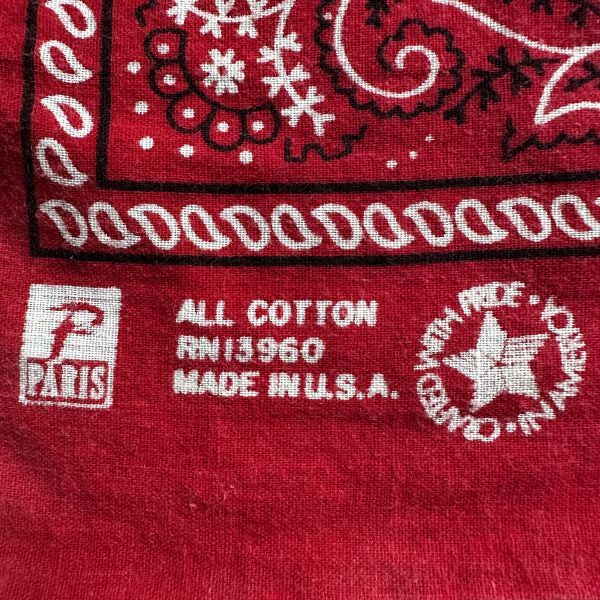 P
PARIS
ALL COTTON
RN13960
MADE IN U.S.A.
CRAFTED WITH PRIDE • IN AMERICA •